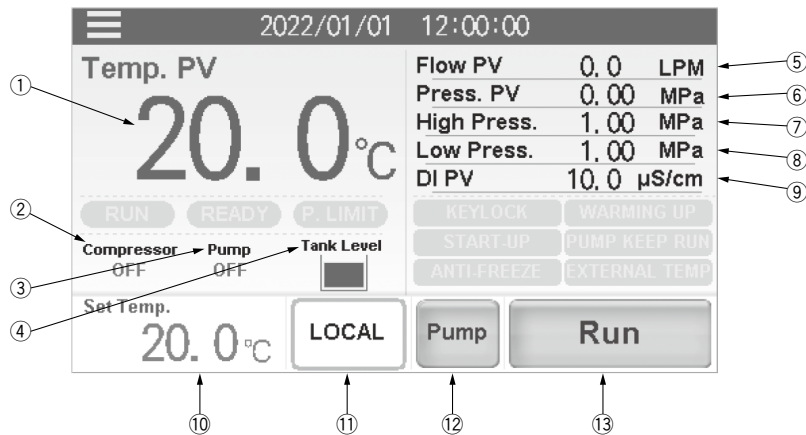 2022/01/01 12:00:00
Temp. PV
20.0℃
RUN READY P. LIMIT
Compressor Pump Tank Level
OFF OFF
Flow PV 0.0 LPM
Press. PV 0.00 MPa
High Press. 1.00 MPa
Low Press. 1.00 MPa
DI PV 10.0 µS/cm
KEYLOCK WARMING UP
START-UP PUMP KEEP RUN
ANTI-FREEZE EXTERNAL TEMP
Set Temp.
20.0℃
LOCAL
Pump
Run
①
②
③
④
⑤
⑥
⑦
⑧
⑨
⑩ ⑪ ⑫ ⑬